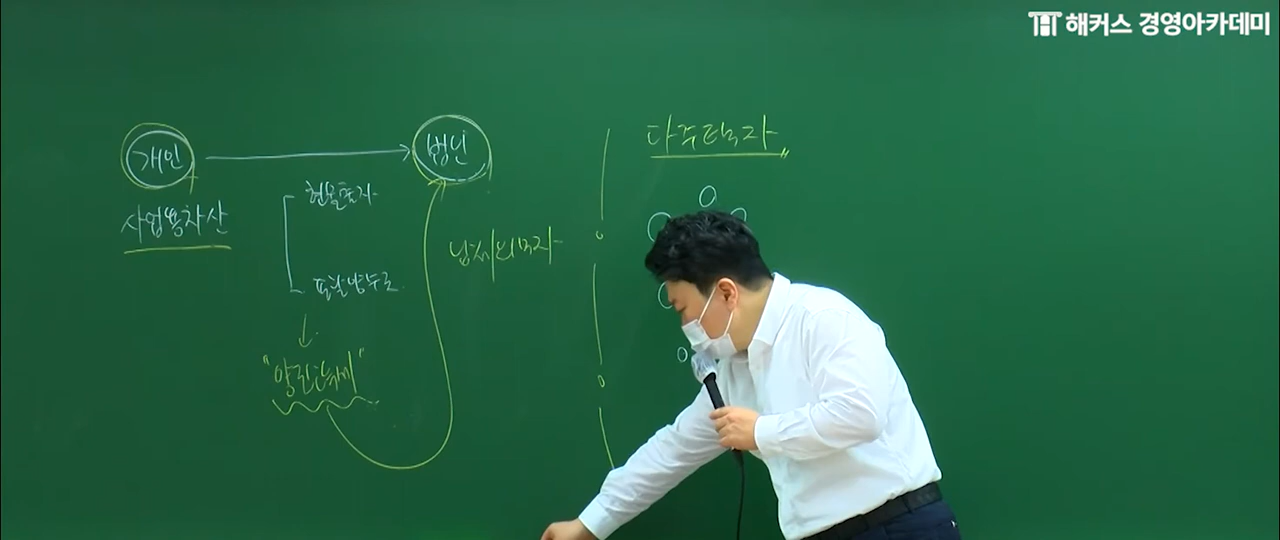 해커스 경영아카데미
개인
법인
사업용자산
현물출자
포괄양수도
"양도세"
납세의무자
다주택자